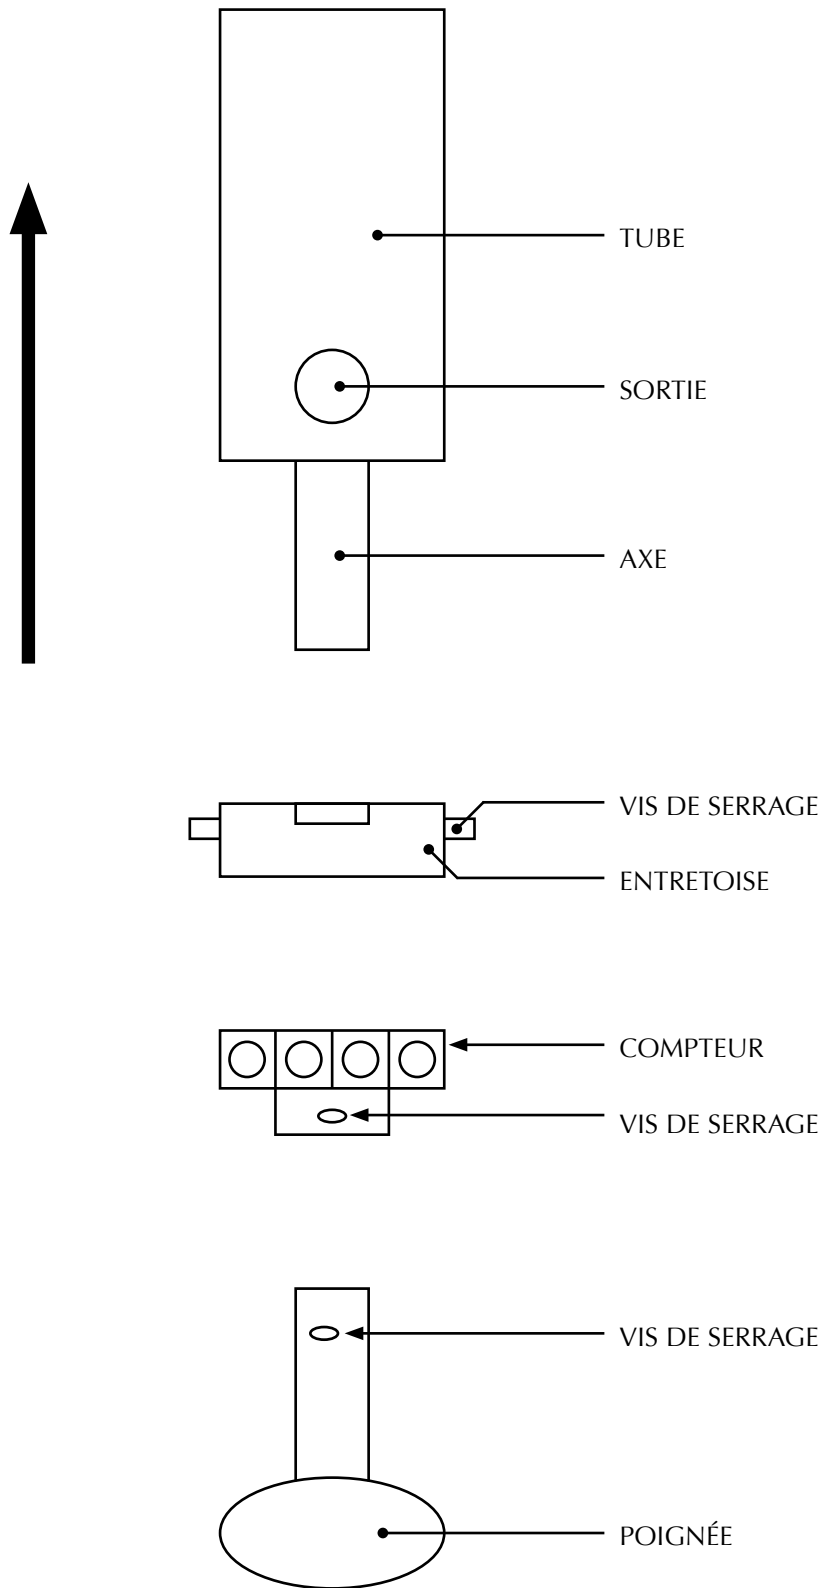 TUBE
SORTIE
AXE
VIS DE SERRAGE
ENTRETOISE
COMPTEUR
VIS DE SERRAGE
VIS DE SERRAGE
POIGNÉE